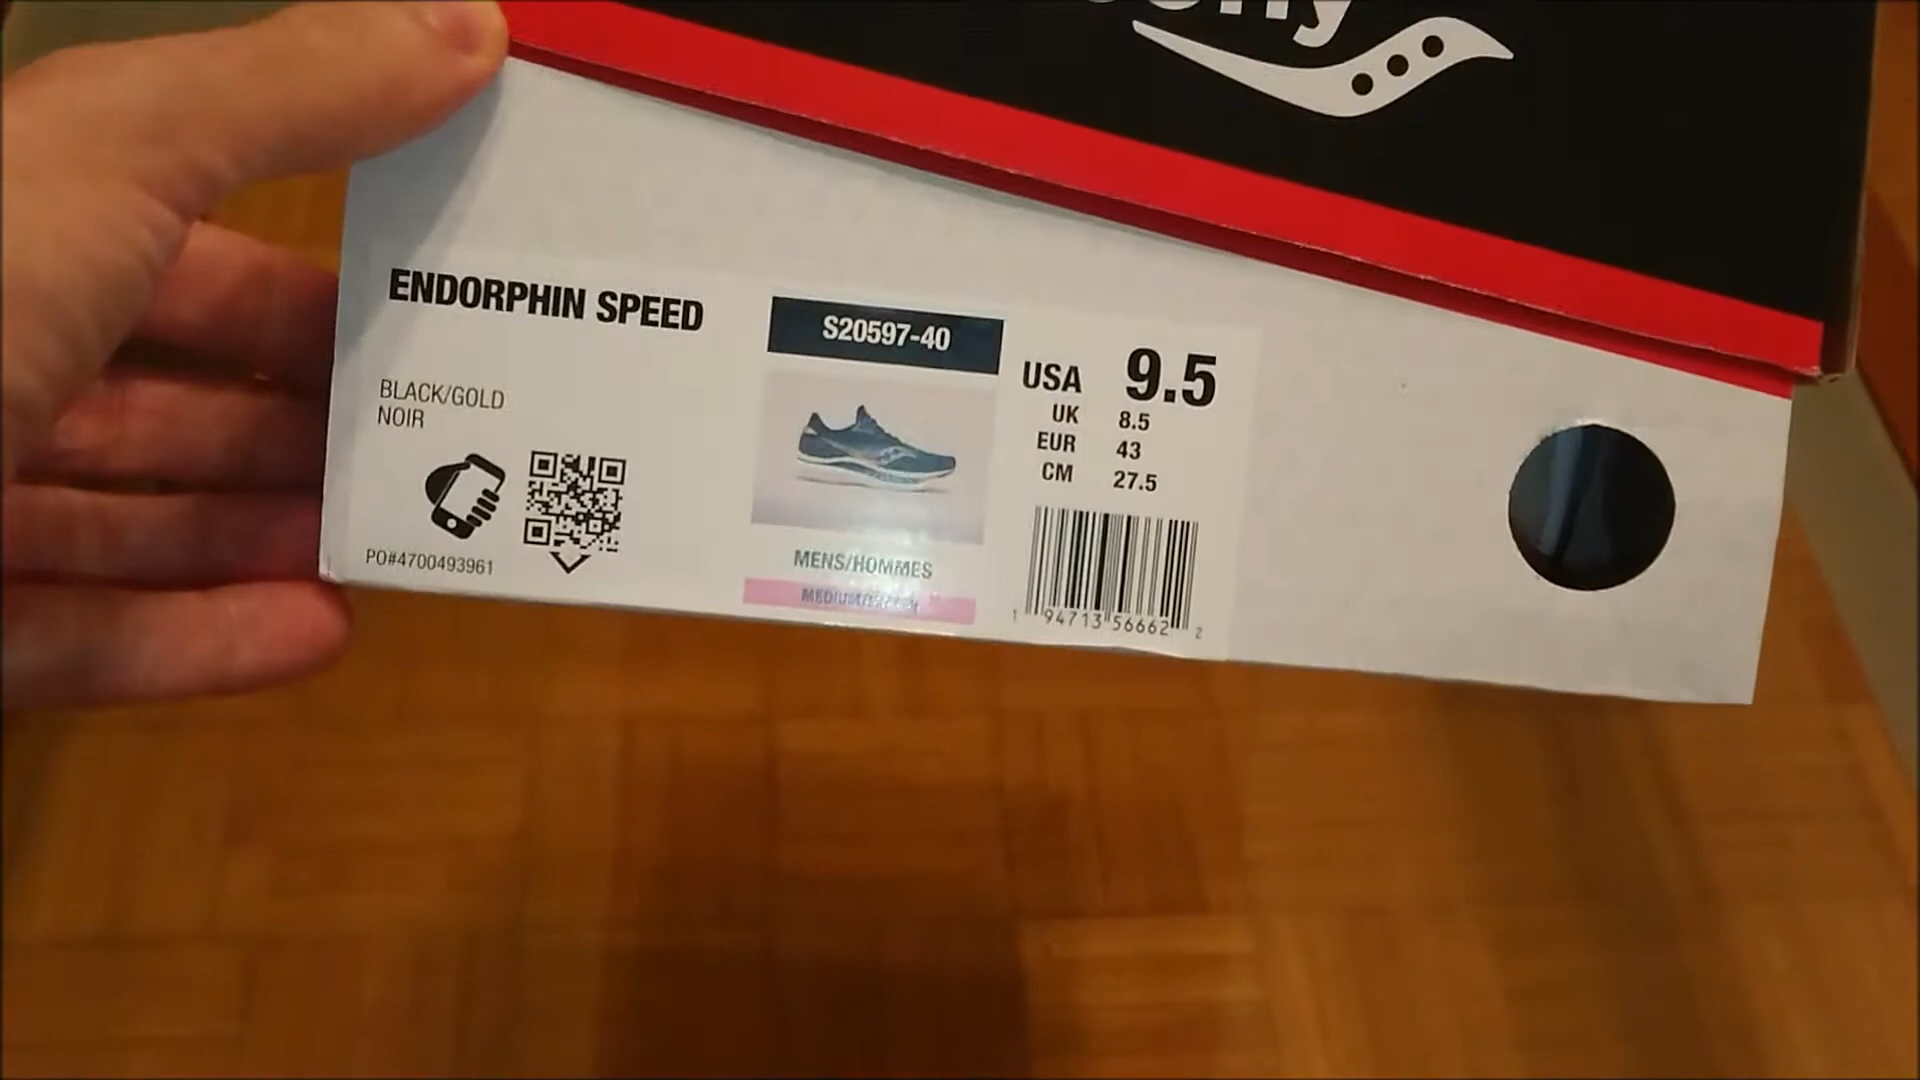 ENDORPHIN SPEED
BLACK/GOLD
NOIR
PO#4700493961
S20597-40
MENS/HOMMES
USA 9.5
UK 8.5
EUR 43
CM 27.5
1 94713 56662 2